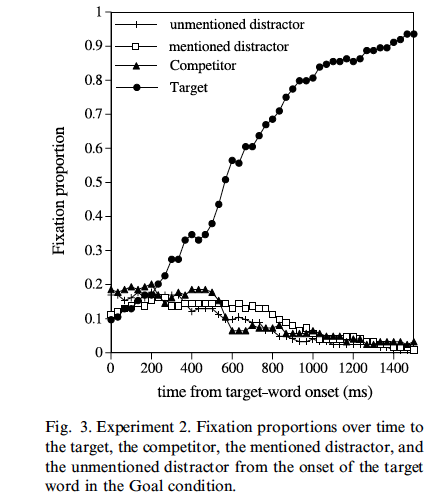 1
0.9
0.8
0.7
0.6
0.5
0.4
0.3
0.2
0.1
0
Fixation proportion
unmentioned distractor
mentioned distractor
Competitor
Target
0 200 400 600 800 1000 1200 1400
time from target-word onset (ms)
Fig. 3. Experiment 2. Fixation proportions over time to
the target, the competitor, the mentioned distractor, and
the unmentioned distractor from the onset of the target
word in the Goal condition.